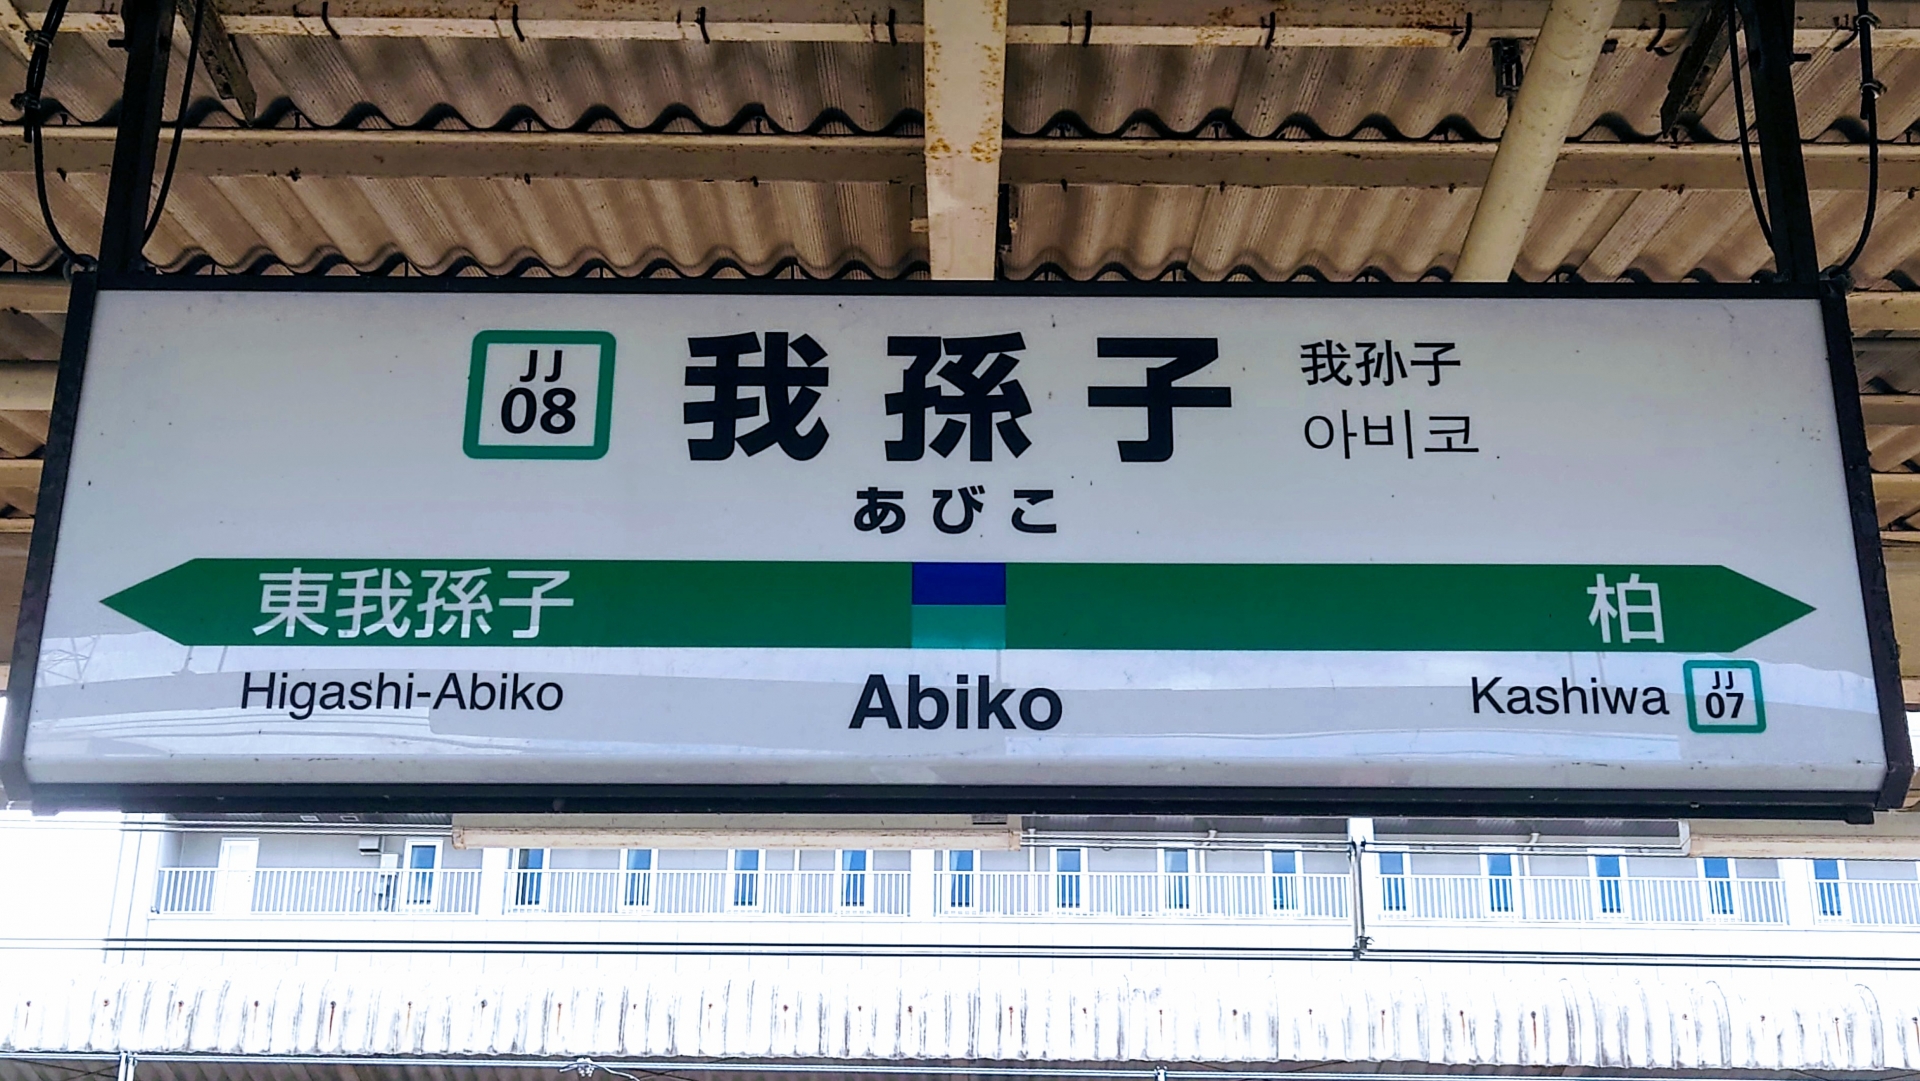 JJ
08
我孫子
我孙子
아비코
あびこ
東我孫子
柏
Higashi-Abiko
Abiko
Kashiwa
JJ
07